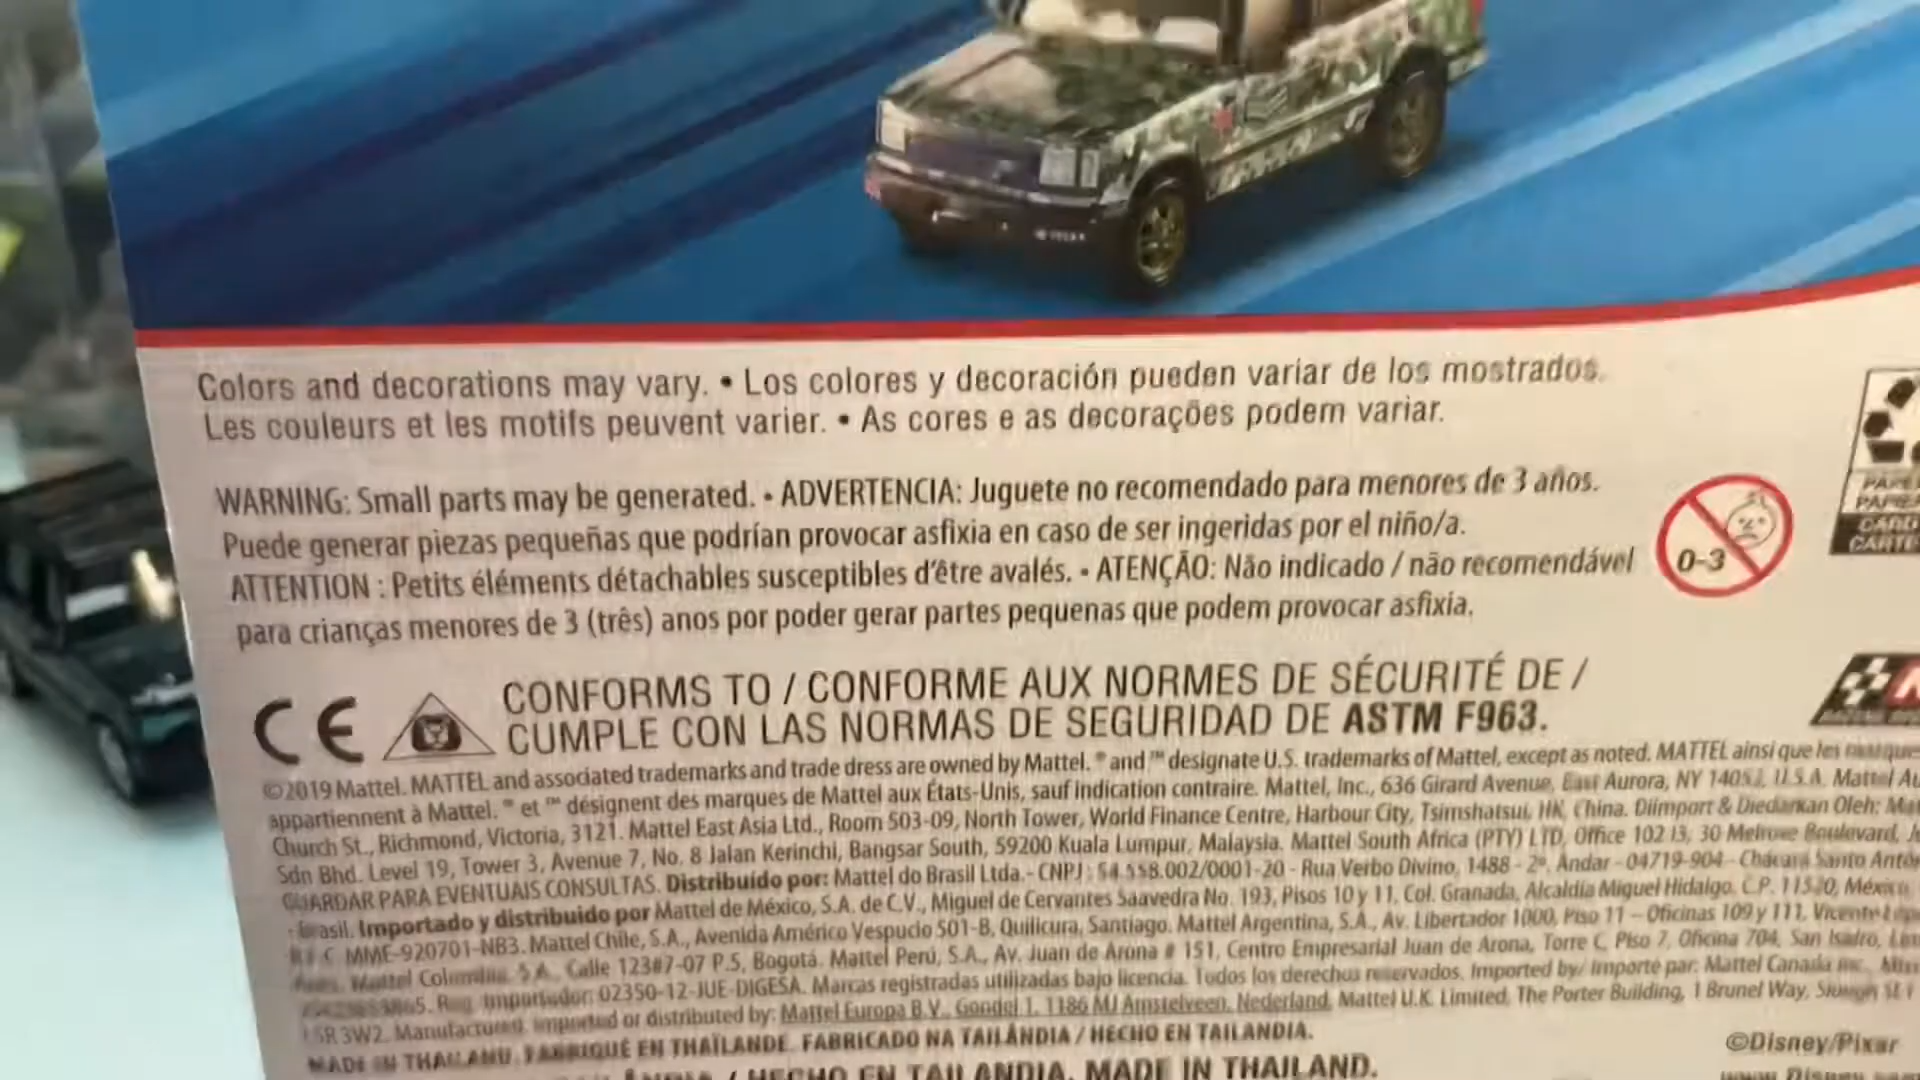 Colors and decorations may vary. • Los colores y decoración pueden variar de los mostrados.
Les couleurs et les motifs peuvent varier. • As cores e as decorações podem variar.
WARNING: Small parts may be generated. • ADVERTENCIA: Juguete no recomendado para menores de 3 años.
Puede generar piezas pequeñas que podrían provocar asfixia en caso de ser ingeridas por el niño/a.
ATTENTION : Petits éléments détachables susceptibles d'être avalés. • ATENÇÃO: Não indicado / não recomendável
para crianças menores de 3 (três) anos por poder gerar partes pequenas que podem provocar asfixia.
0-3
CE
CONFORMS TO / CONFORME AUX NORMES DE SÉCURITÉ DE /
CUMPLE CON LAS NORMAS DE SEGURIDAD DE ASTM F963.
©2019 Mattel. MATTEL and associated trademarks and trade dress are owned by Mattel. ® and ™ designate U.S. trademarks of Mattel, except as noted. MATTEL ainsi que les
appartiennent à Mattel. ® et ™ désignent des marques de Mattel aux États-Unis, sauf indication contraire. Mattel, Inc., 636 Girard Avenue, East Aurora, NY 14052, U.S.A. Mattel
Church St., Richmond, Victoria, 3121. Mattel East Asia Ltd., Room 503-09, North Tower, World Finance Centre, Harbour City, Tsimshatsui, HK, China. Diimport & Diedarkan Oleh:
Sdn Bhd. Level 19, Tower 3, Avenue 7, No. 8 Jalan Kerinchi, Bangsar South, 59200 Kuala Lumpur, Malaysia. Mattel South Africa (PTY) LTD, Office 102 I3, 30 Melrose Boulevard,
GUARDAR PARA EVENTUAIS CONSULTAS. Distribuído por: Mattel do Brasil Ltda.- CNPJ : 54.558.002/0001-20 - Rua Verbo Divino, 1488 - 2º. Andar - 04719-904 - Chácara Santo
Brasil. Importado y distribuido por Mattel de México, S.A. de C.V., Miguel de Cervantes Saavedra No. 193, Pisos 10 y 11, Col. Granada, Alcaldía Miguel Hidalgo. C.P. 11520, México
MME-920701-NB3. Mattel Chile, S.A., Avenida Américo Vespucio 501-B, Quilicura, Santiago. Mattel Argentina, S.A., Av. Libertador 1000, Piso 11 – Oficinas 109 y 111, Vicente
Mattel Colombia, S.A., Calle 123#7-07 P.5, Bogotá. Mattel Perú, S.A., Av. Juan de Arona # 151, Centro Empresarial Juan de Arona, Torre C, Piso 7, Oficina 704, San Isidro,
Reg. Importador: 02350-12-JUE-DIGESA. Marcas registradas utilizadas bajo licencia. Todos los derechos reservados. Imported by/ Importé par: Mattel Canada Inc.,
3W2. Manufactured, imported or distributed by: Mattel Europa B.V., Gondel 1, 1186 MJ Amstelveen, Nederland. Mattel U.K. Limited, The Porter Building, 1 Brunel Way, Slough
MADE IN THAILAND. FABRIQUÉ EN THAÏLANDE. FABRICADO NA TAILÂNDIA / HECHO EN TAILANDIA.
/ HECHO EN TAILANDIA. MADE IN THAILAND.
©Disney/Pixar